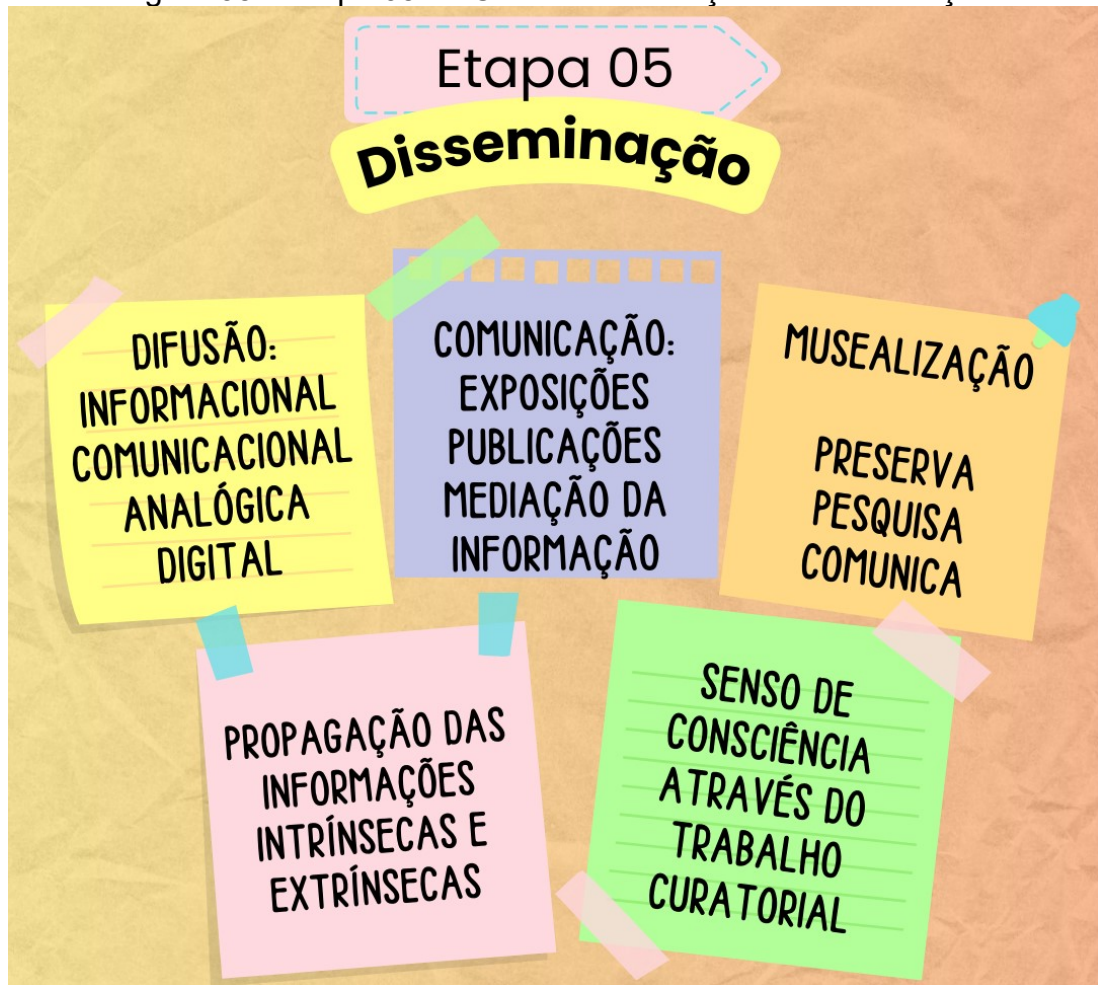 Etapa 05
Disseminação
DIFUSÃO:
INFORMACIONAL
COMUNICACIONAL
ANALÓGICA
DIGITAL
COMUNICAÇÃO:
EXPOSIÇÕES
PUBLICAÇÕES
MEDIAÇÃO DA
INFORMAÇÃO
MUSEALIZAÇÃO
PRESERVA
PESQUISA
COMUNICA
PROPAGAÇÃO DAS
INFORMAÇÕES
INTRÍNSECAS E
EXTRÍNSECAS
SENSO DE
CONSCIÊNCIA
ATRAVÉS DO
TRABALHO
CURATORIAL